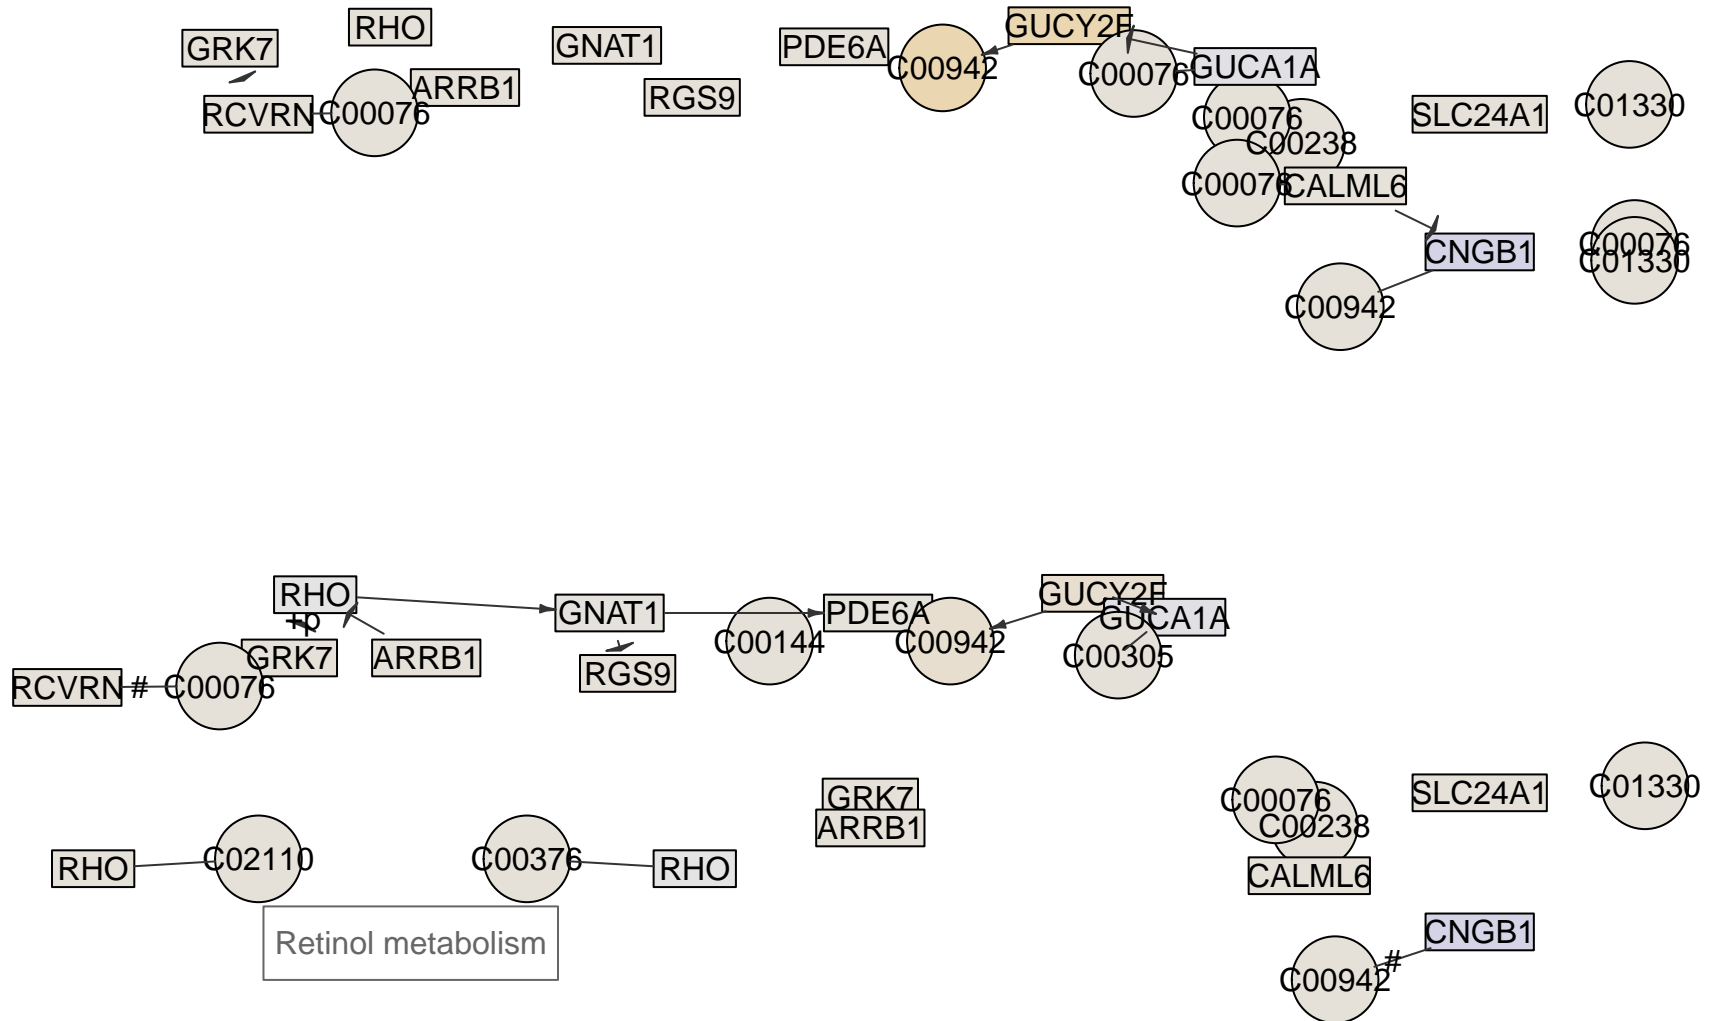 RHO
GUCY2F
GRK7
GNAT1
PDE6A
C00942
C00076
GUCA1A
ARRB1
RGS9
C01330
RCVRN
C00076
SLC24A1
C00076
C00238
C00076
CALML6
C00076
C01330
CNGB1
C00942
RHO
GUCY2F
+p
GNAT1
PDE6A
GUCA1A
C00144
C00942
GRK7
ARRB1
C00305
RGS9
RCVRN
#
C00076
C01330
SLC24A1
GRK7
C00076
ARRB1
C00238
RHO
C02110
C00376
RHO
CALML6
CNGB1
Retinol metabolism
#
C00942